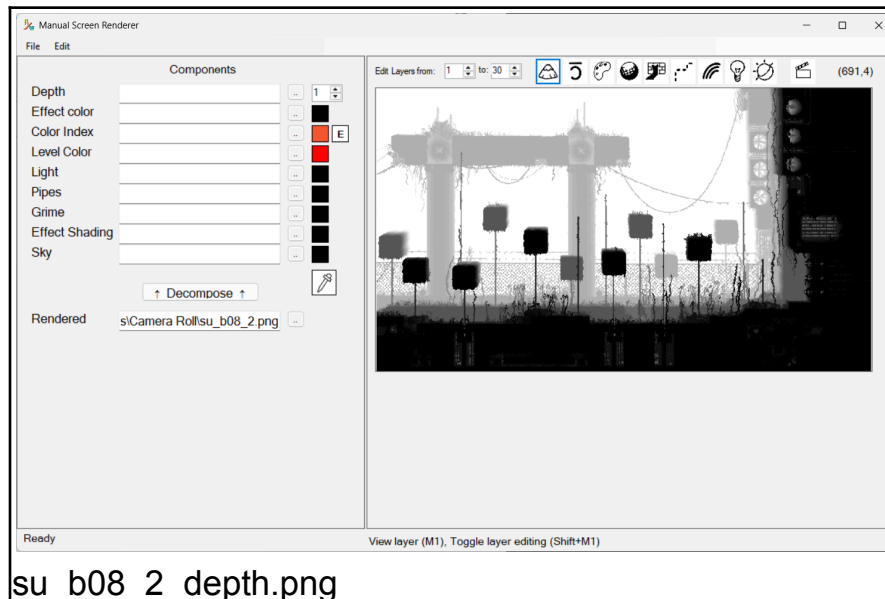 Manual Screen Renderer
File Edit
Components
Depth .. 1
Effect color ..
Color Index .. E
Level Color ..
Light ..
Pipes ..
Grime ..
Effect Shading ..
Sky ..
↑ Decompose ↑
Rendered s\Camera Roll\su_b08_2.png ..
Ready
Edit Layers from: 1 to: 30 (691,4)
View layer (M1), Toggle layer editing (Shift+M1)
su_b08_2_depth.png